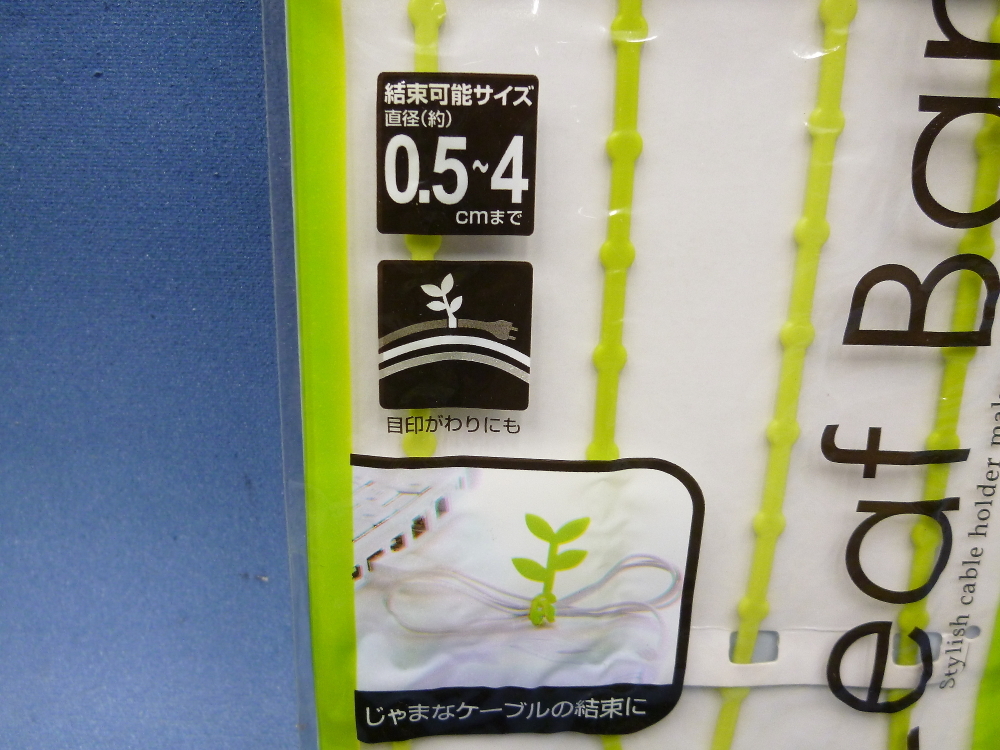 結束可能サイズ
直径(約)
0.5~4
cmまで
目印がわりにも
じゃまなケーブルの結束に
eaf Bar
Stylish cable holder